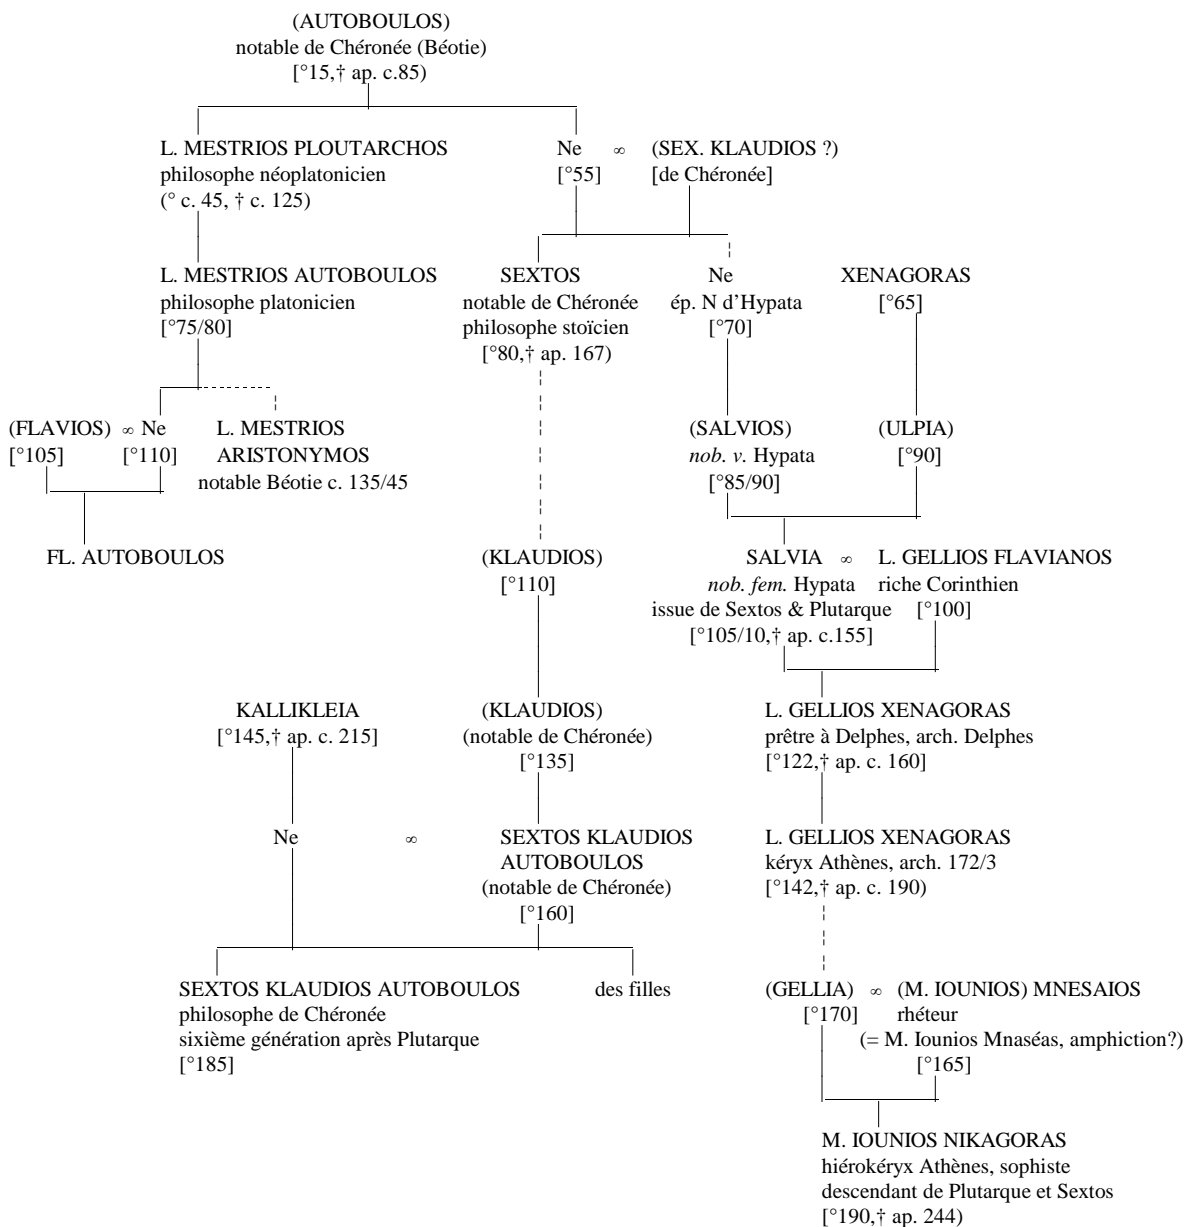 (AUTOBOULOS)
notable de Chéronée (Béotie)
[°15,† ap. c.85)
L. MESTRIOS PLOUTARCHOS
philosophe néoplatonicien
(° c. 45, † c. 125)
Ne ∞ (SEX. KLAUDIOS ?)
[°55] [de Chéronée]
L. MESTRIOS AUTOBOULOS
philosophe platonicien
[°75/80]
SEXTOS
notable de Chéronée
philosophe stoïcien
[°80,† ap. 167)
Ne
ép. N d’Hypata
[°70]
XENAGORAS
[°65]
(FLAVIOS) ∞ Ne
[°105] [°110]
L. MESTRIOS
ARISTONYMOS
notable Béotie c. 135/45
(SALVIOS)
nob. v. Hypata
[°85/90]
(ULPIA)
[°90]
FL. AUTOBOULOS
(KLAUDIOS)
[°110]
SALVIA ∞ L. GELLIOS FLAVIANOS
nob. fem. Hypata riche Corinthien
issue de Sextos & Plutarque [°100]
[°105/10,† ap. c.155]
KALLIKLEIA
[°145,† ap. c. 215]
(KLAUDIOS)
(notable de Chéronée)
[°135]
L. GELLIOS XENAGORAS
prêtre à Delphes, arch. Delphes
[°122,† ap. c. 160]
Ne ∞ SEXTOS KLAUDIOS
AUTOBOULOS
(notable de Chéronée)
[°160]
L. GELLIOS XENAGORAS
kéryx Athènes, arch. 172/3
[°142,† ap. c. 190)
SEXTOS KLAUDIOS AUTOBOULOS
philosophe de Chéronée
sixième génération après Plutarque
[°185]
des filles
(GELLIA) ∞ (M. IOUNIOS) MNESAIOS
[°170] rhéteur
(= M. Iounios Mnaséas, amphiction?)
[°165]
M. IOUNIOS NIKAGORAS
hiérokéryx Athènes, sophiste
descendant de Plutarque et Sextos
[°190,† ap. 244)